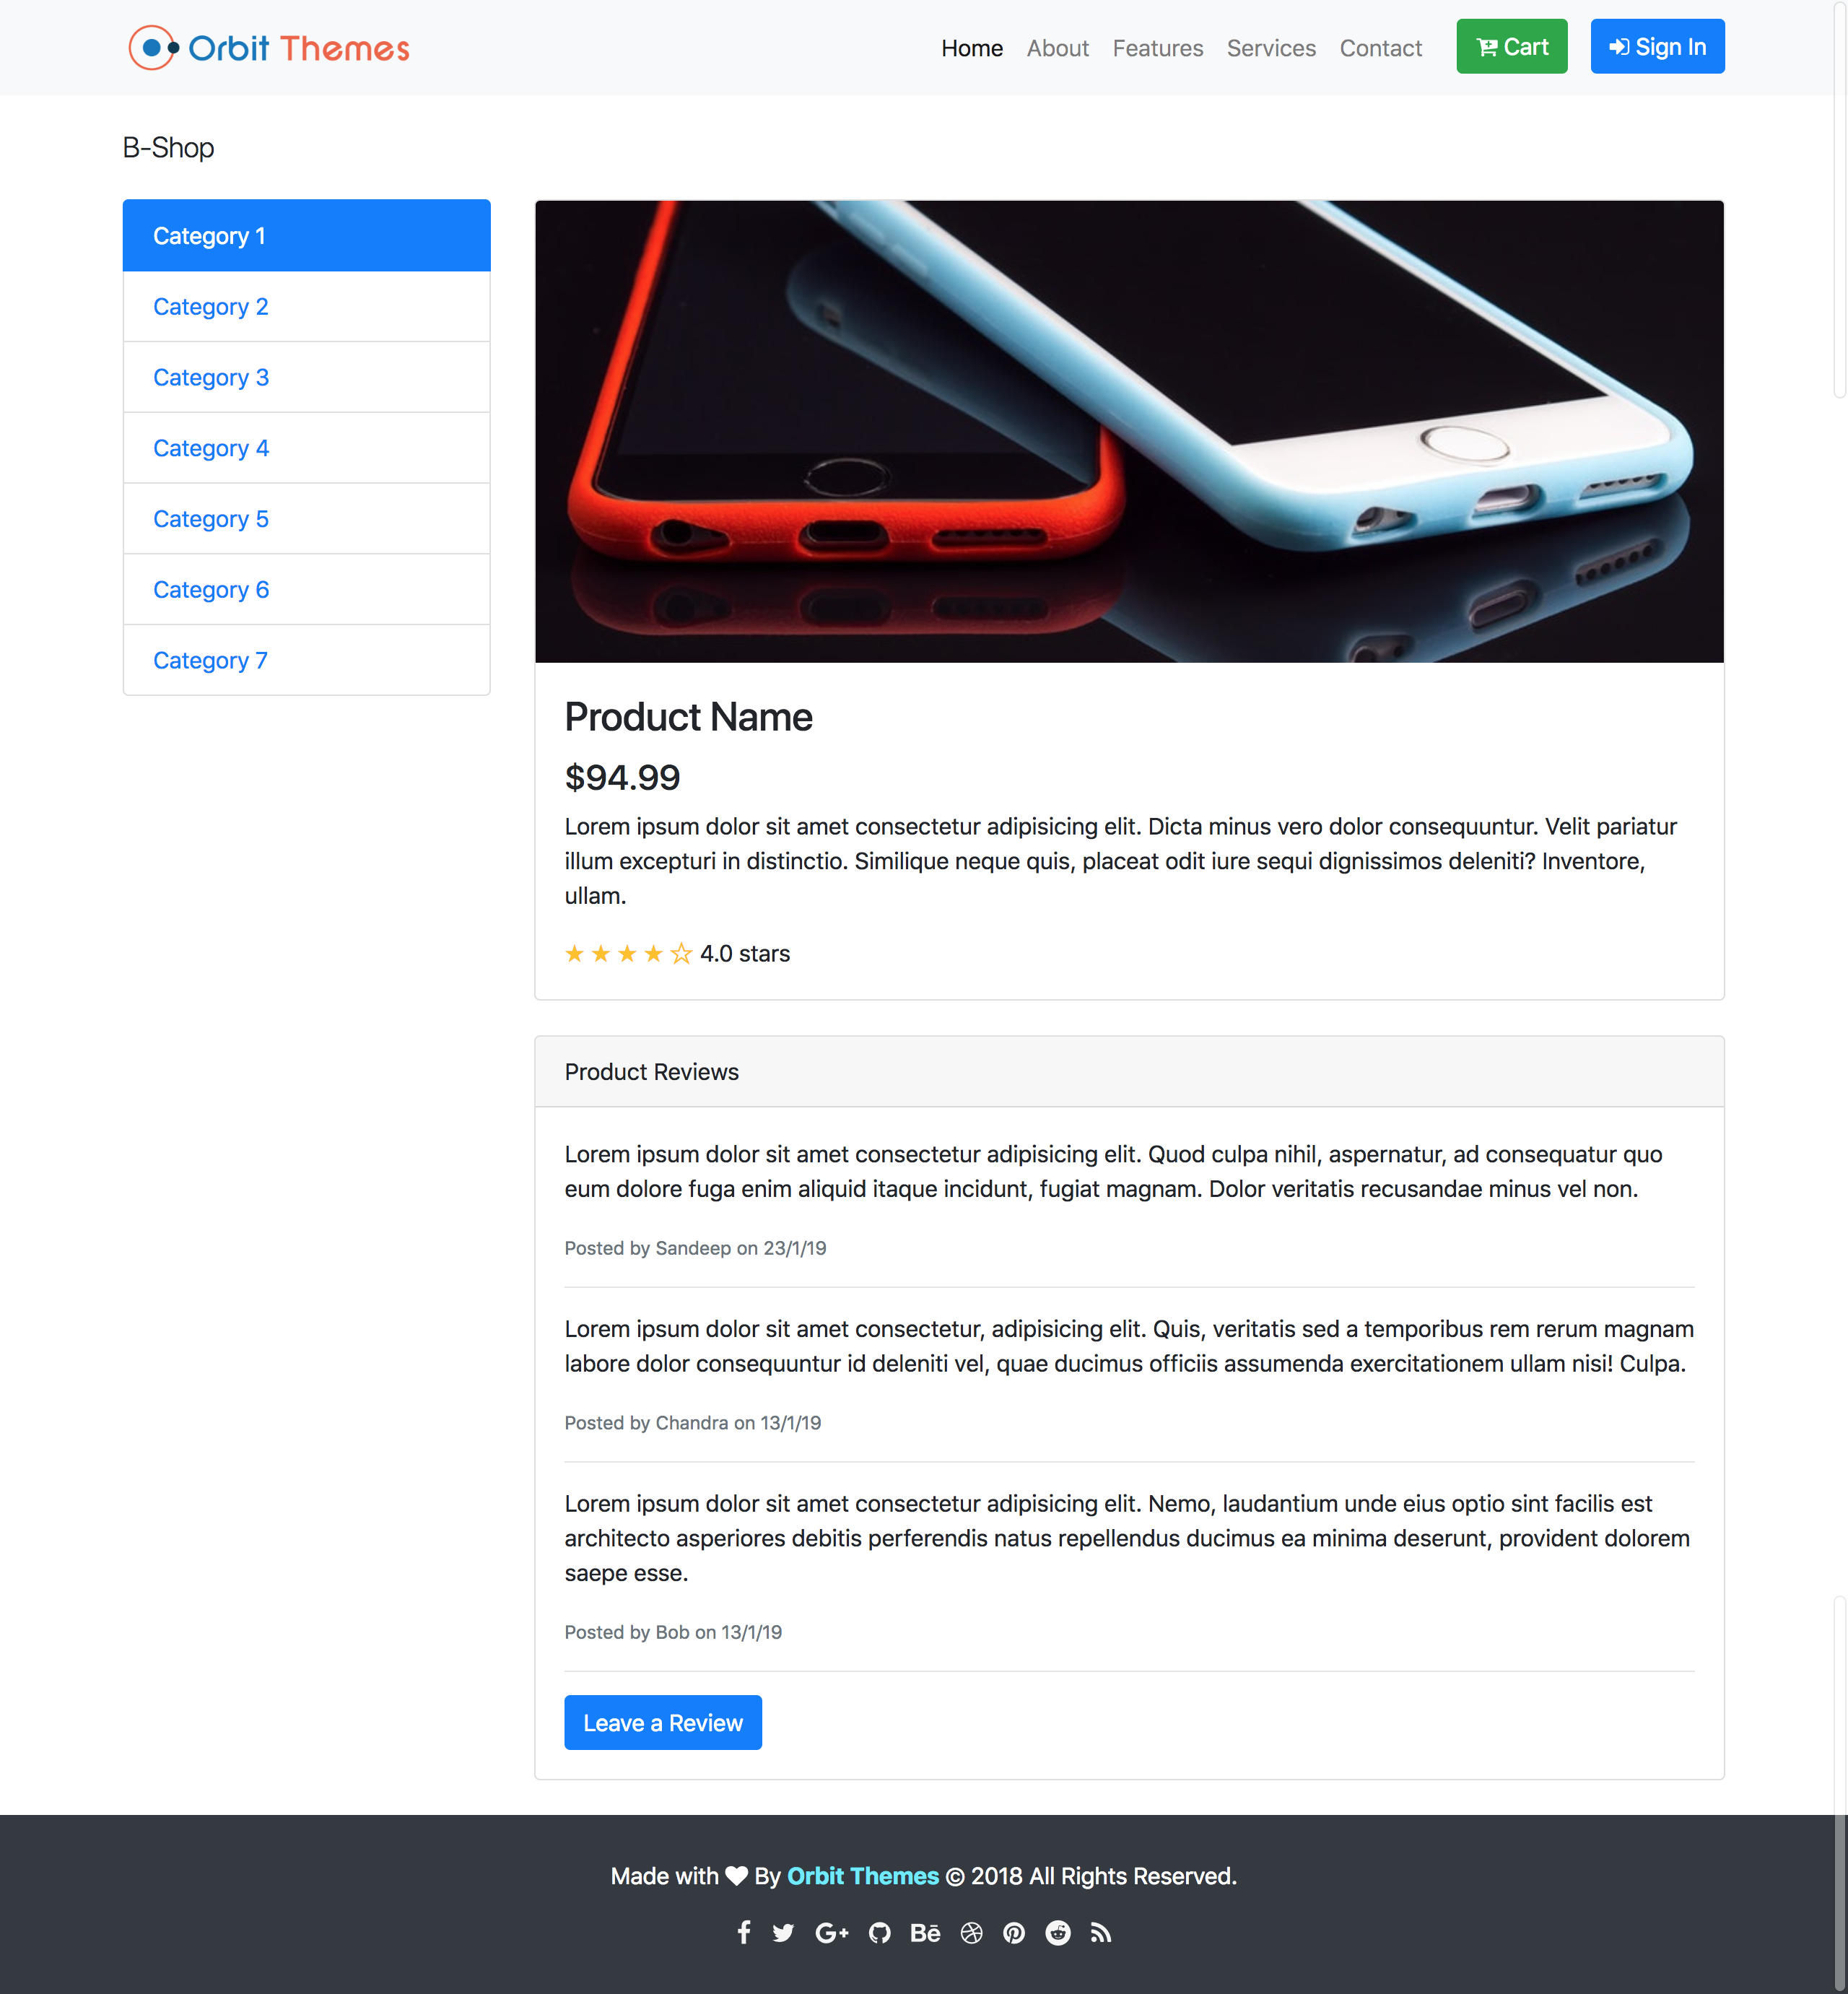 Orbit Themes
Home About Features Services Contact Cart Sign In
B-Shop
Category 1
Category 2
Category 3
Category 4
Category 5
Category 6
Category 7
Product Name
$94.99
Lorem ipsum dolor sit amet consectetur adipisicing elit. Dicta minus vero dolor consequuntur. Velit pariatur
illum excepturi in distinctio. Similique neque quis, placeat odit iure sequi dignissimos deleniti? Inventore,
ullam.
★ ★ ★ ★ ☆ 4.0 stars
Product Reviews
Lorem ipsum dolor sit amet consectetur adipisicing elit. Quod culpa nihil, aspernatur, ad consequatur quo
eum dolore fuga enim aliquid itaque incidunt, fugiat magnam. Dolor veritatis recusandae minus vel non.
Posted by Sandeep on 23/1/19
Lorem ipsum dolor sit amet consectetur, adipisicing elit. Quis, veritatis sed a temporibus rem rerum magnam
labore dolor consequuntur id deleniti vel, quae ducimus officiis assumenda exercitationem ullam nisi! Culpa.
Posted by Chandra on 13/1/19
Lorem ipsum dolor sit amet consectetur adipisicing elit. Nemo, laudantium unde eius optio sint facilis est
architecto asperiores debitis perferendis natus repellendus ducimus ea minima deserunt, provident dolorem
saepe esse.
Posted by Bob on 13/1/19
Leave a Review
Made with ♥ By Orbit Themes © 2018 All Rights Reserved.